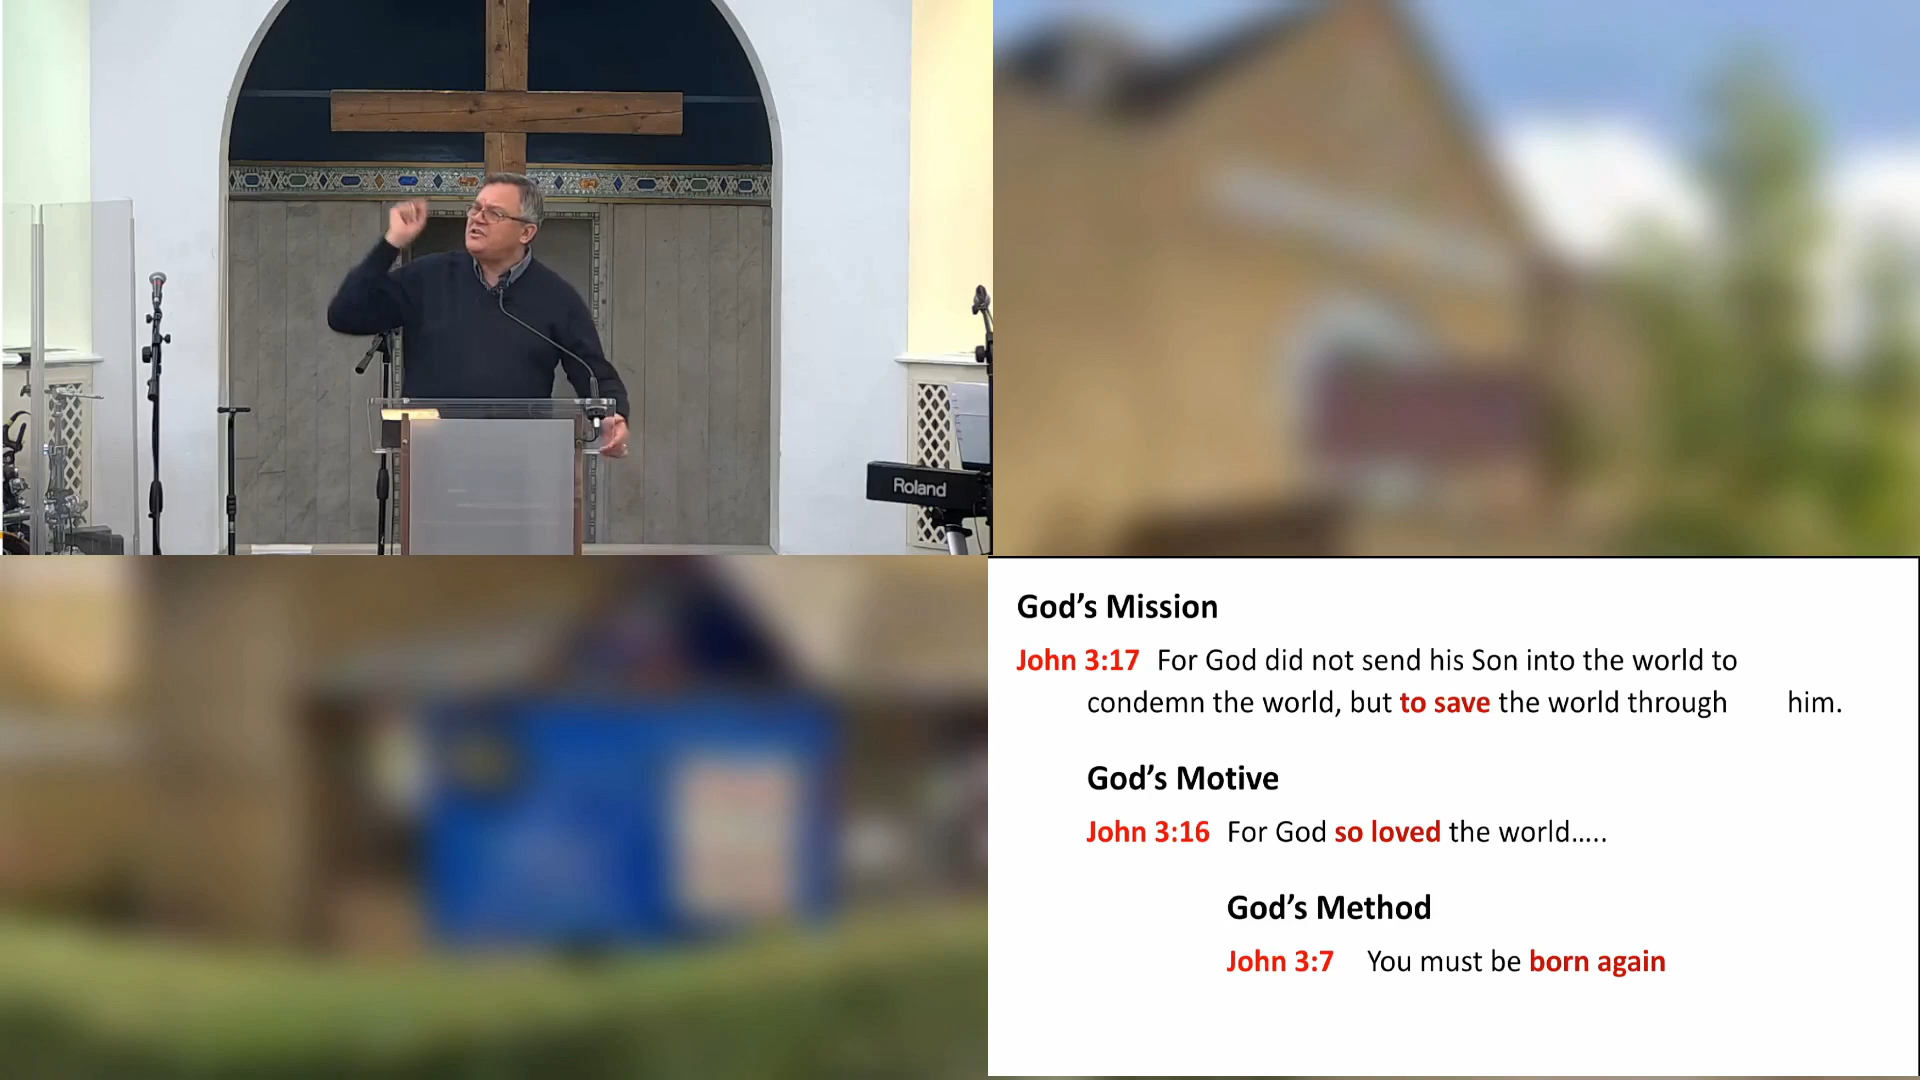 Roland
God's Mission
John 3:17 For God did not send his Son into the world to
condemn the world, but to save the world through him.
God's Motive
John 3:16 For God so loved the world.....
God's Method
John 3:7 You must be born again